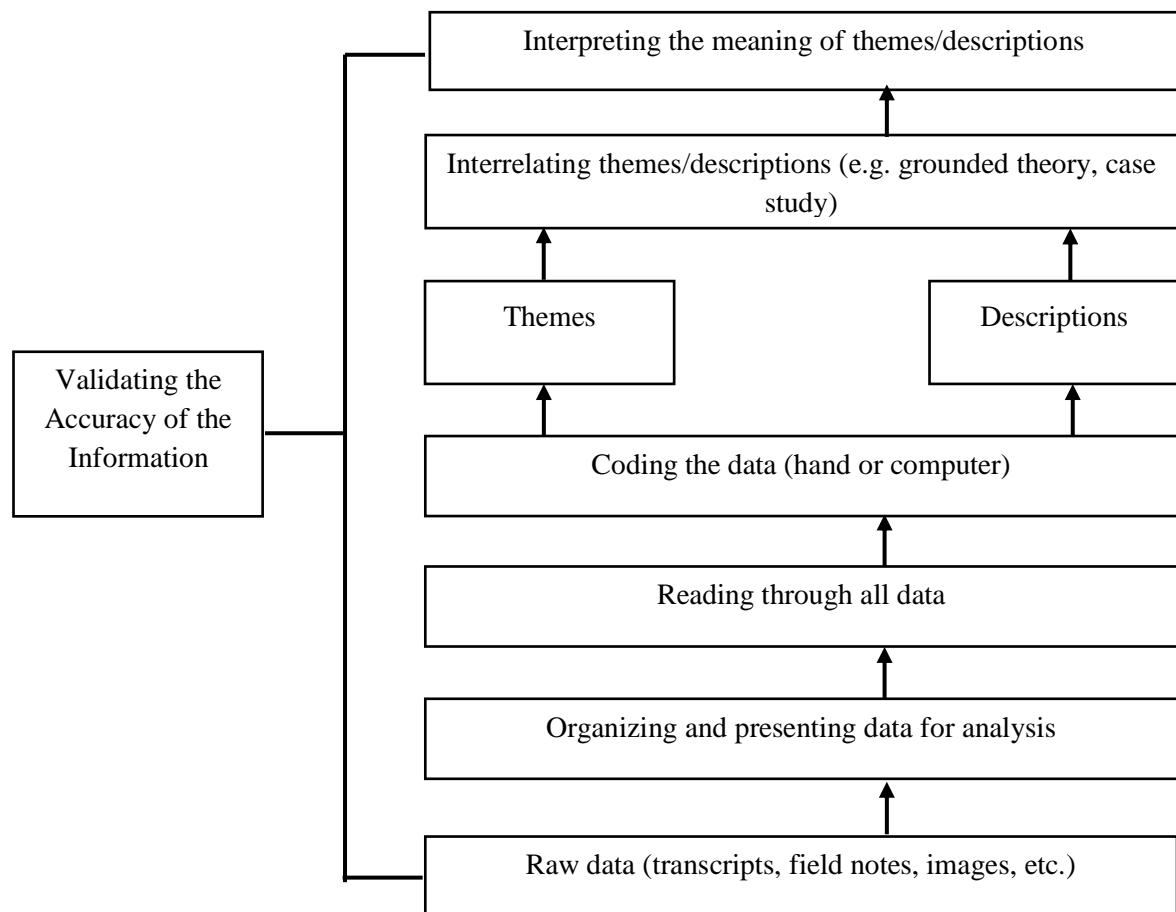 Interpreting the meaning of themes/descriptions
Interrelating themes/descriptions (e.g. grounded theory, case
study)
Themes
Descriptions
Validating the
Accuracy of the
Information
Coding the data (hand or computer)
Reading through all data
Organizing and presenting data for analysis
Raw data (transcripts, field notes, images, etc.)